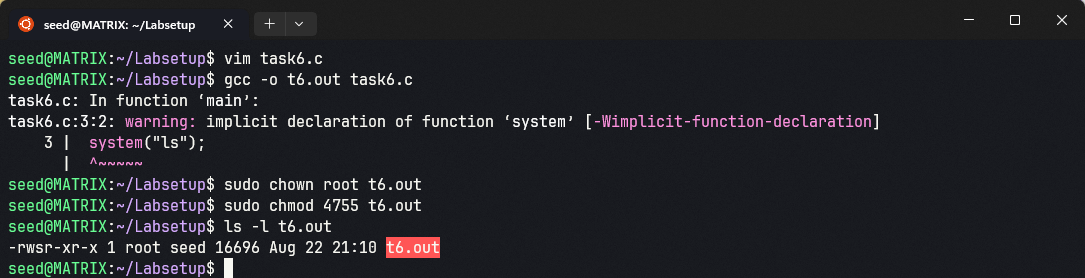 seed@MATRIX: ~/Labsetup
seed@MATRIX:~/Labsetup$ vim task6.c
seed@MATRIX:~/Labsetup$ gcc -o t6.out task6.c
task6.c: In function ‘main’:
task6.c:3:2: warning: implicit declaration of function ‘system’ [-Wimplicit-function-declaration]
    3 |  system("ls");
      |  ^~~~~~
seed@MATRIX:~/Labsetup$ sudo chown root t6.out
seed@MATRIX:~/Labsetup$ sudo chmod 4755 t6.out
seed@MATRIX:~/Labsetup$ ls -l t6.out
-rwsr-xr-x 1 root seed 16696 Aug 22 21:10 t6.out
seed@MATRIX:~/Labsetup$